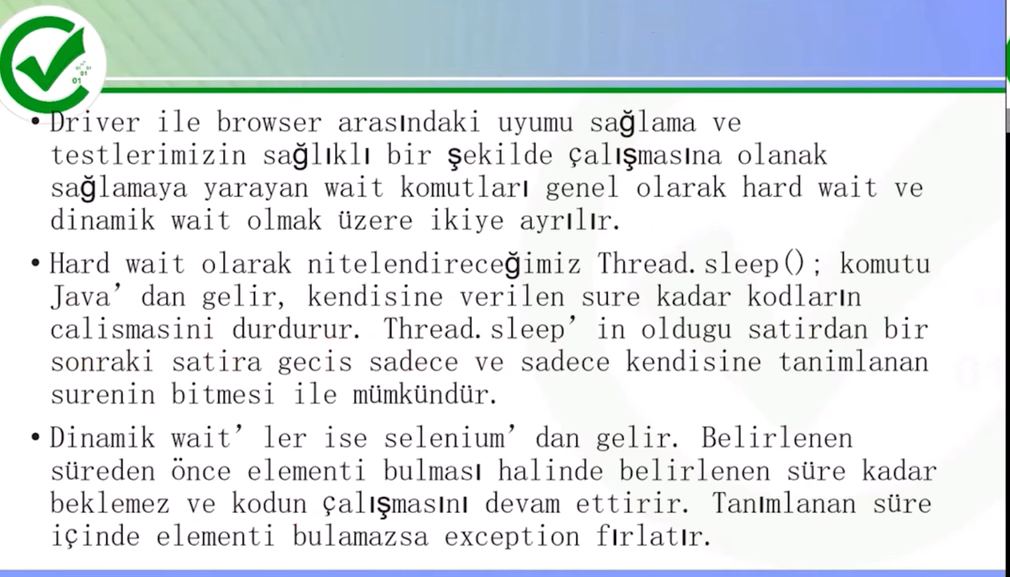 • Driver ile browser arasındaki uyumu sağlama ve
testlerimizin sağlıklı bir şekilde çalışmasına olanak
sağlamaya yarayan wait komutları genel olarak hard wait ve
dinamik wait olmak üzere ikiye ayrılır.
• Hard wait olarak nitelendireceğimiz Thread.sleep(); komutu
Java’dan gelir, kendisine verilen sure kadar kodların
calismasini durdurur. Thread.sleep’in oldugu satirdan bir
sonraki satira gecis sadece ve sadece kendisine tanimlanan
surenin bitmesi ile mümkündür.
• Dinamik wait’ler ise selenium’dan gelir. Belirlenen
süreden önce elementi bulması halinde belirlenen süre kadar
beklemez ve kodun çalışmasını devam ettirir. Tanımlanan süre
içinde elementi bulamazsa exception fırlatır.